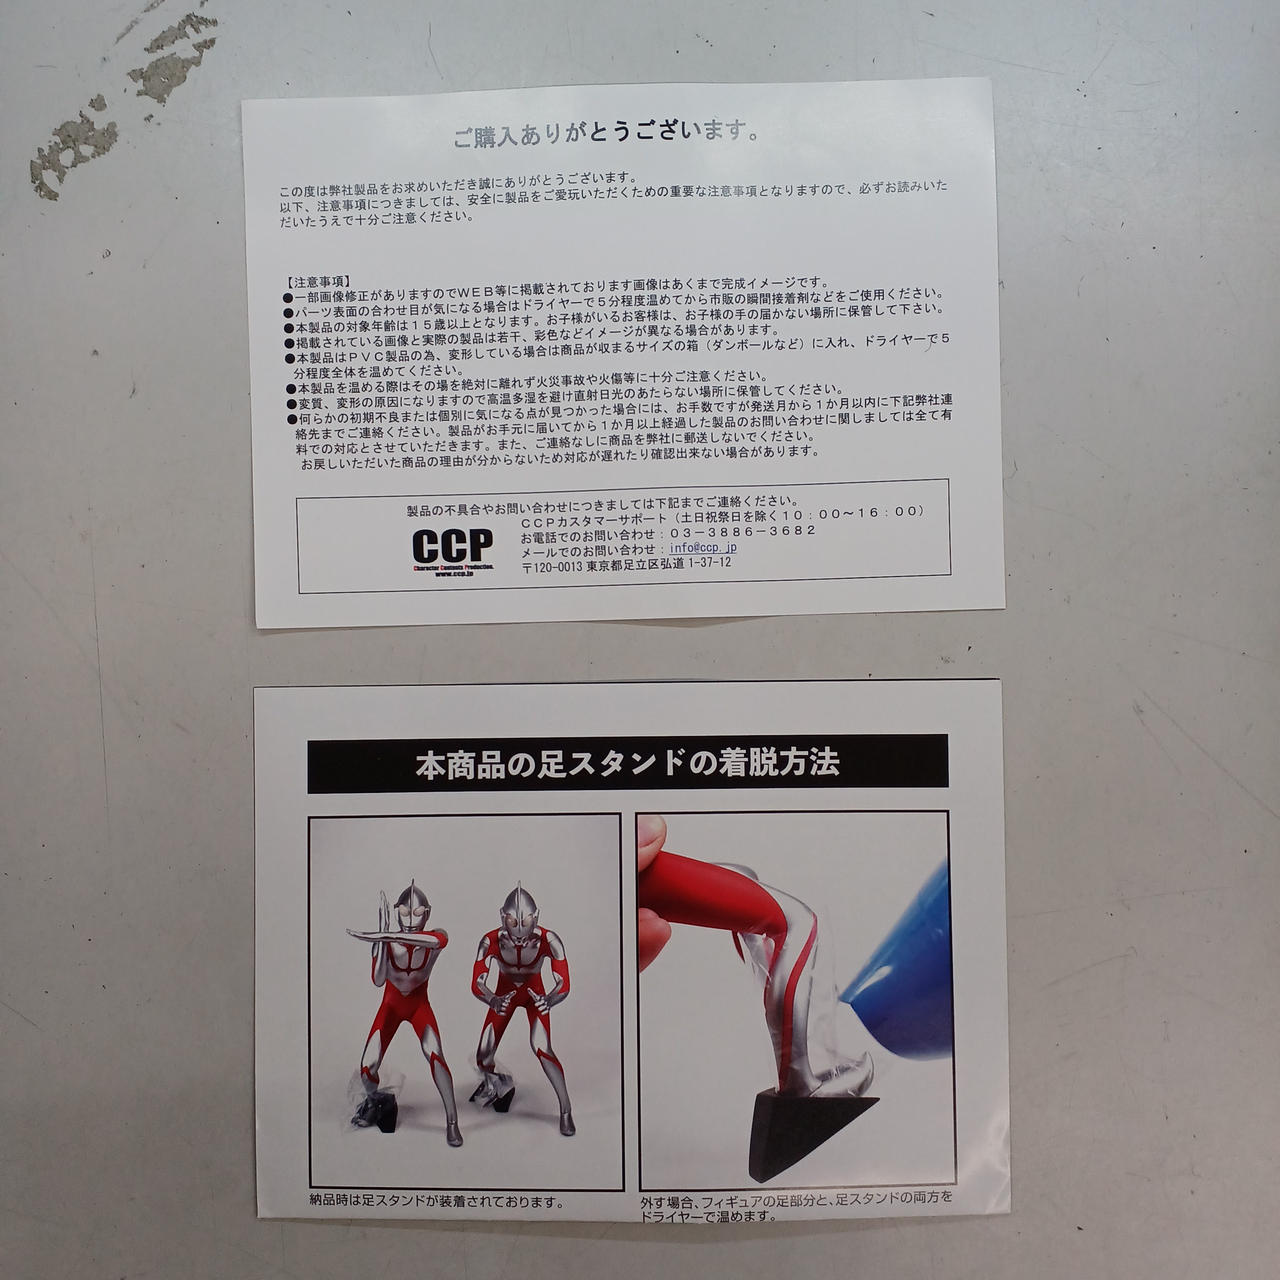 ご購入ありがとうございます。
この度は弊社製品をお求めいただき誠にありがとうございます。
以下、注意事項につきましては、安全に製品をご愛玩いただくための重要な注意事項となりますので、必ずお読みいた
だいたうえで十分ご注意ください。
【注意事項】
●一部画像修正がありますのでＷＥＢ等に掲載されております画像はあくまで完成イメージです。
●パーツ表面の合わせ目が気になる場合はドライヤーで５分程度温めてから市販の瞬間接着剤などをご使用ください。
●本製品の対象年齢は１５歳以上となります。お子様がいるお客様は、お子様の手の届かない場所に保管して下さい。
●掲載されている画像と実際の製品は若干、彩色などイメージが異なる場合があります。
●本製品はＰＶＣ製品の為、変形している場合は商品が収まるサイズの箱（ダンボールなど）に入れ、ドライヤーで５
分程度全体を温めてください。
●本製品を温める際はその場を絶対に離れず火災事故や火傷等に十分ご注意ください。
●変質、変形の原因になりますので高温多湿を避け直射日光のあたらない場所に保管してください。
●何らかの初期不良または個別に気になる点が見つかった場合には、お手数ですが発送月から１か月以内に下記弊社連
絡先までご連絡ください。製品がお手元に届いてから１か月以上経過した製品のお問い合わせに関しましては全て有
料での対応とさせていただきます。また、ご連絡なしに商品を弊社に郵送しないでください。
お戻しいただいた商品の理由が分からないため対応が遅れたり確認出来ない場合があります。
製品の不具合やお問い合わせにつきましては下記までご連絡ください。
ＣＣＰカスタマーサポート（土日祝祭日を除く１０：００～１６：００）
お電話でのお問い合わせ：０３－３８８６－３６８２
メールでのお問い合わせ：info@ccp.jp
〒120-0013 東京都足立区弘道 1-37-12
CCP
Character Contents Production.
www.ccp.jp
本商品の足スタンドの着脱方法
納品時は足スタンドが装着されております。
外す場合、フィギュアの足部分と、足スタンドの両方を
ドライヤーで温めます。